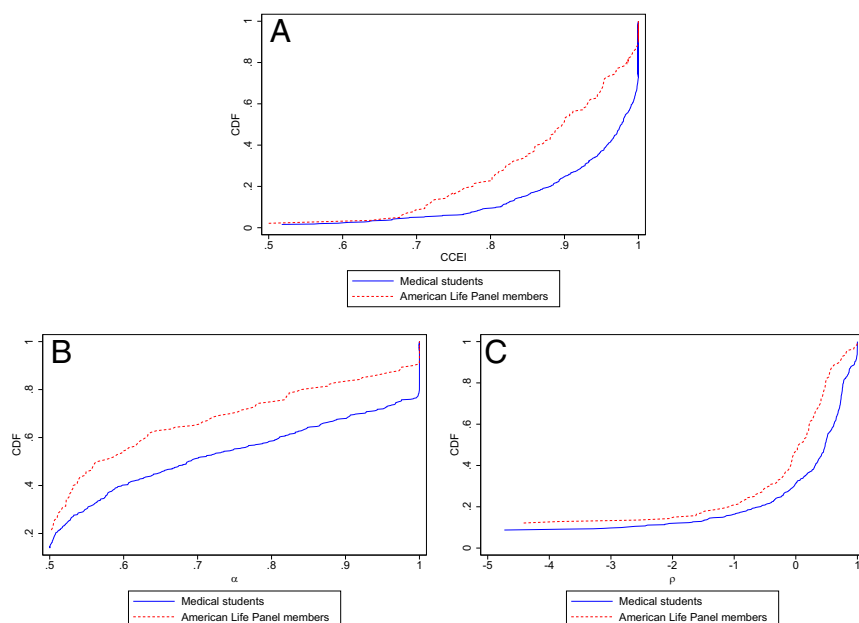 A
CDF
1
.8
.6
.4
.2
0
.5 .6 .7 .8 .9 1
CCEI
Medical students
American Life Panel members
B
CDF
1
.8
.6
.4
.2
.5 .6 .7 .8 .9 1
α
Medical students
American Life Panel members
C
CDF
1
.8
.6
.4
.2
0
-5 -4 -3 -2 -1 0 1
ρ
Medical students
American Life Panel members